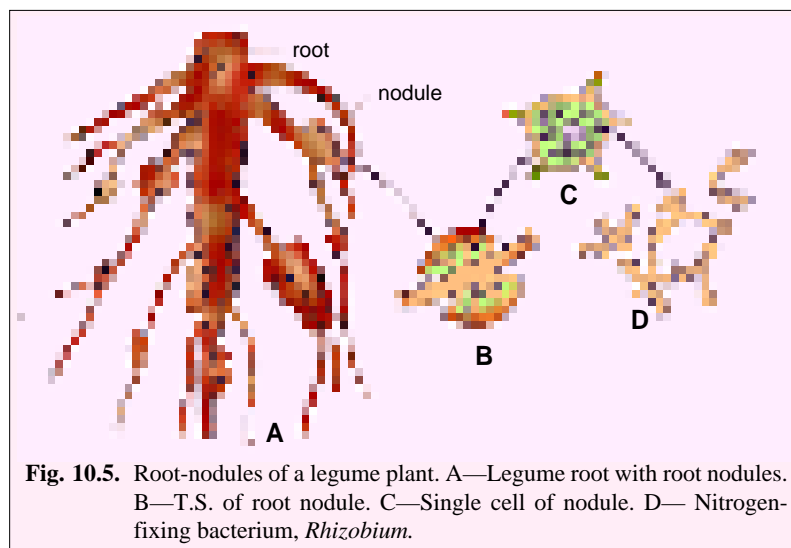 root
nodule
C
D
B
A
Fig. 10.5. Root-nodules of a legume plant. A—Legume root with root nodules.
B—T.S. of root nodule. C—Single cell of nodule. D— Nitrogen-
fixing bacterium, Rhizobium.